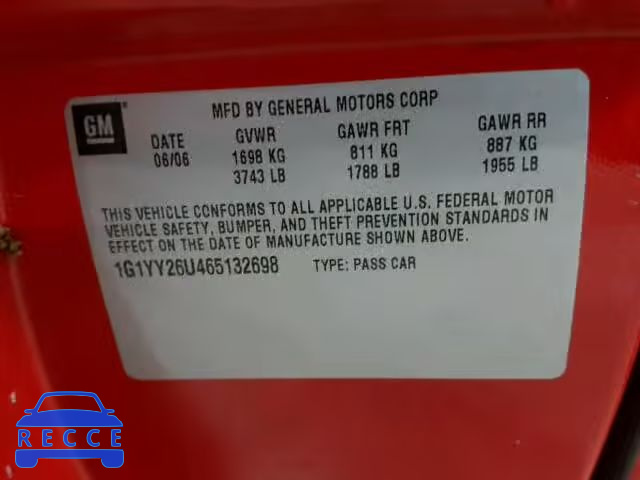 GM
MFD BY GENERAL MOTORS CORP
DATE GVWR GAWR FRT GAWR RR
06/06 1698 KG 811 KG 887 KG
3743 LB 1788 LB 1955 LB
THIS VEHICLE CONFORMS TO ALL APPLICABLE U.S. FEDERAL MOTOR
VEHICLE SAFETY, BUMPER, AND THEFT PREVENTION STANDARDS IN
EFFECT ON THE DATE OF MANUFACTURE SHOWN ABOVE.
1G1YY26U465132698 TYPE: PASS CAR
RECCE